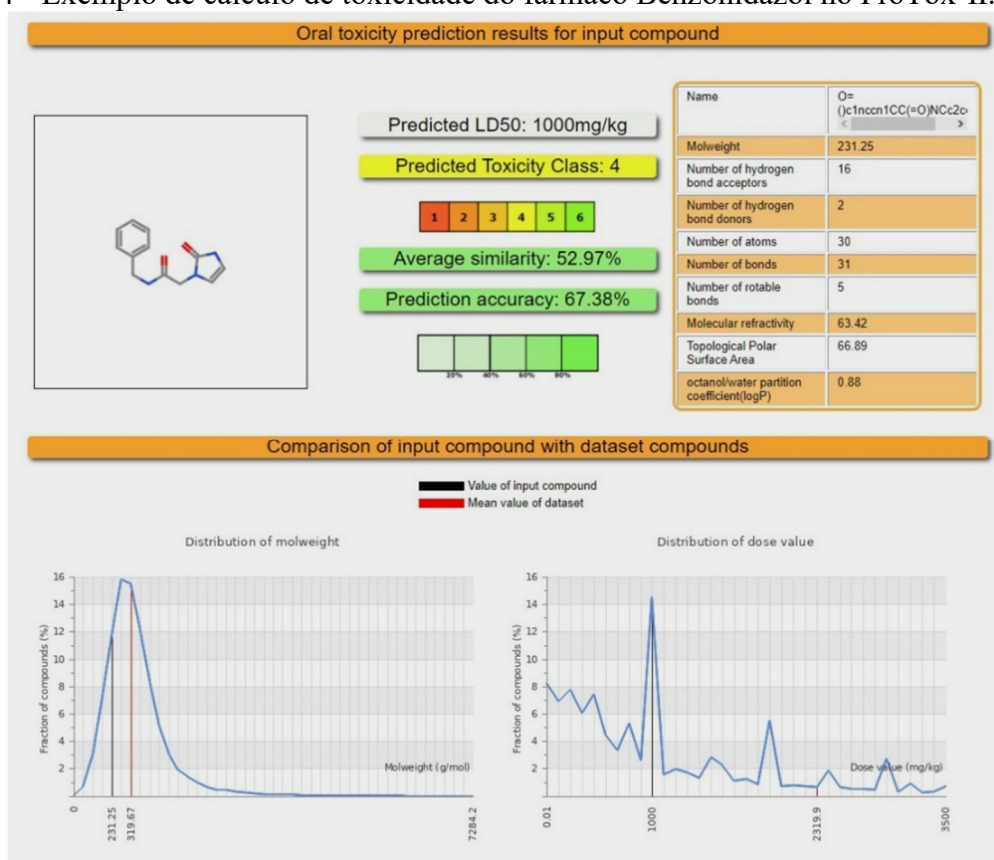 Exemplo de cálculo de toxicidade do fármaco Benzonidazol no ProTox-II.
Oral toxicity prediction results for input compound
Predicted LD50: 1000mg/kg
Predicted Toxicity Class: 4
1 2 3 4 5 6
Average similarity: 52.97%
Prediction accuracy: 67.38%
20% 40% 60% 80%
Name O=
()c1nccn1CC(=O)NCc2c
Molweight 231.25
Number of hydrogen
bond acceptors 16
Number of hydrogen
bond donors 2
Number of atoms 30
Number of bonds 31
Number of rotable
bonds 5
Molecular refractivity 63.42
Topological Polar
Surface Area 66.89
octanol/water partition
coefficient(logP) 0.88
Comparison of input compound with dataset compounds
Value of input compound
Mean value of dataset
Distribution of molweight
Fraction of compounds (%)
16
14
12
10
8
6
4
2
Molweight (g/mol)
0 231.25 319.67 7284.2
Distribution of dose value
Fraction of compounds (%)
16
14
12
10
8
6
4
2
Dose value (mg/kg)
0.01 1000 2319.9 3500